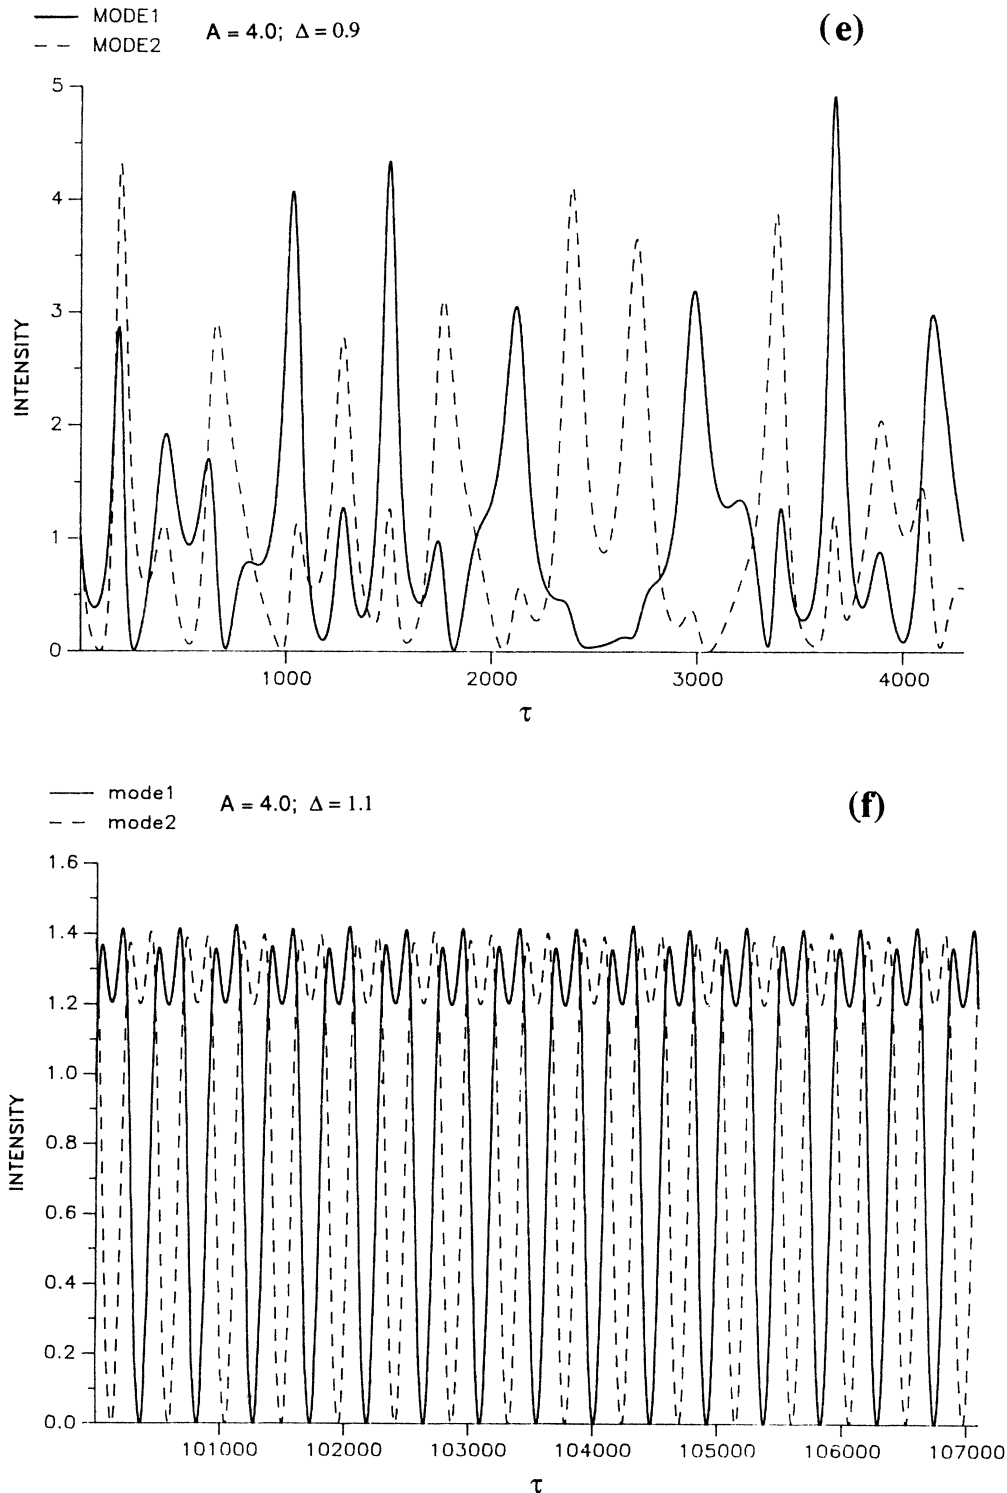 MODE1
MODE2
A = 4.0; Δ = 0.9
(e)
5
4
3
2
1
0
INTENSITY
1000
2000
3000
4000
τ
mode1
mode2
A = 4.0; Δ = 1.1
(f)
1.6
1.4
1.2
1.0
0.8
0.6
0.4
0.2
0.0
INTENSITY
101000
102000
103000
104000
105000
106000
107000
τ